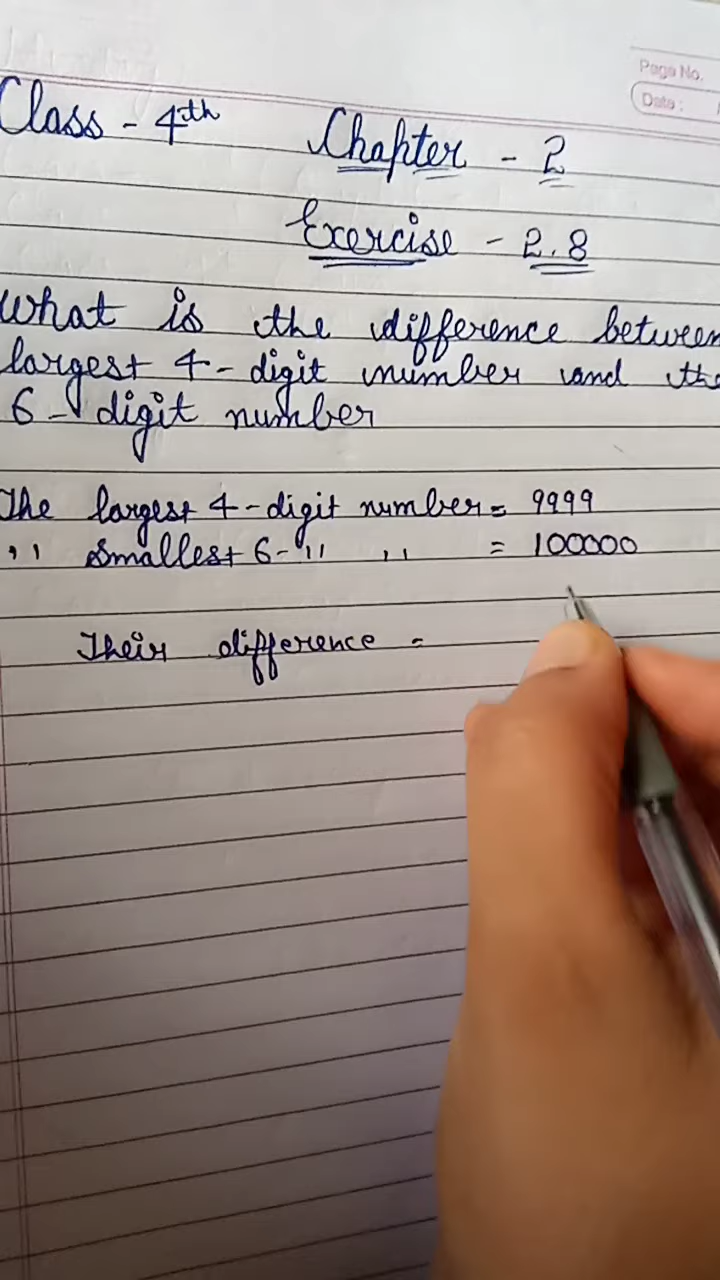 Page No.
Date:
Class - 4th Chapter - 2
Exercise - 2.8
What is the difference between
largest 4-digit number and the
6-digit number
The largest 4-digit number = 9999
,, Smallest 6- ,, ,, = 100000
Their difference =